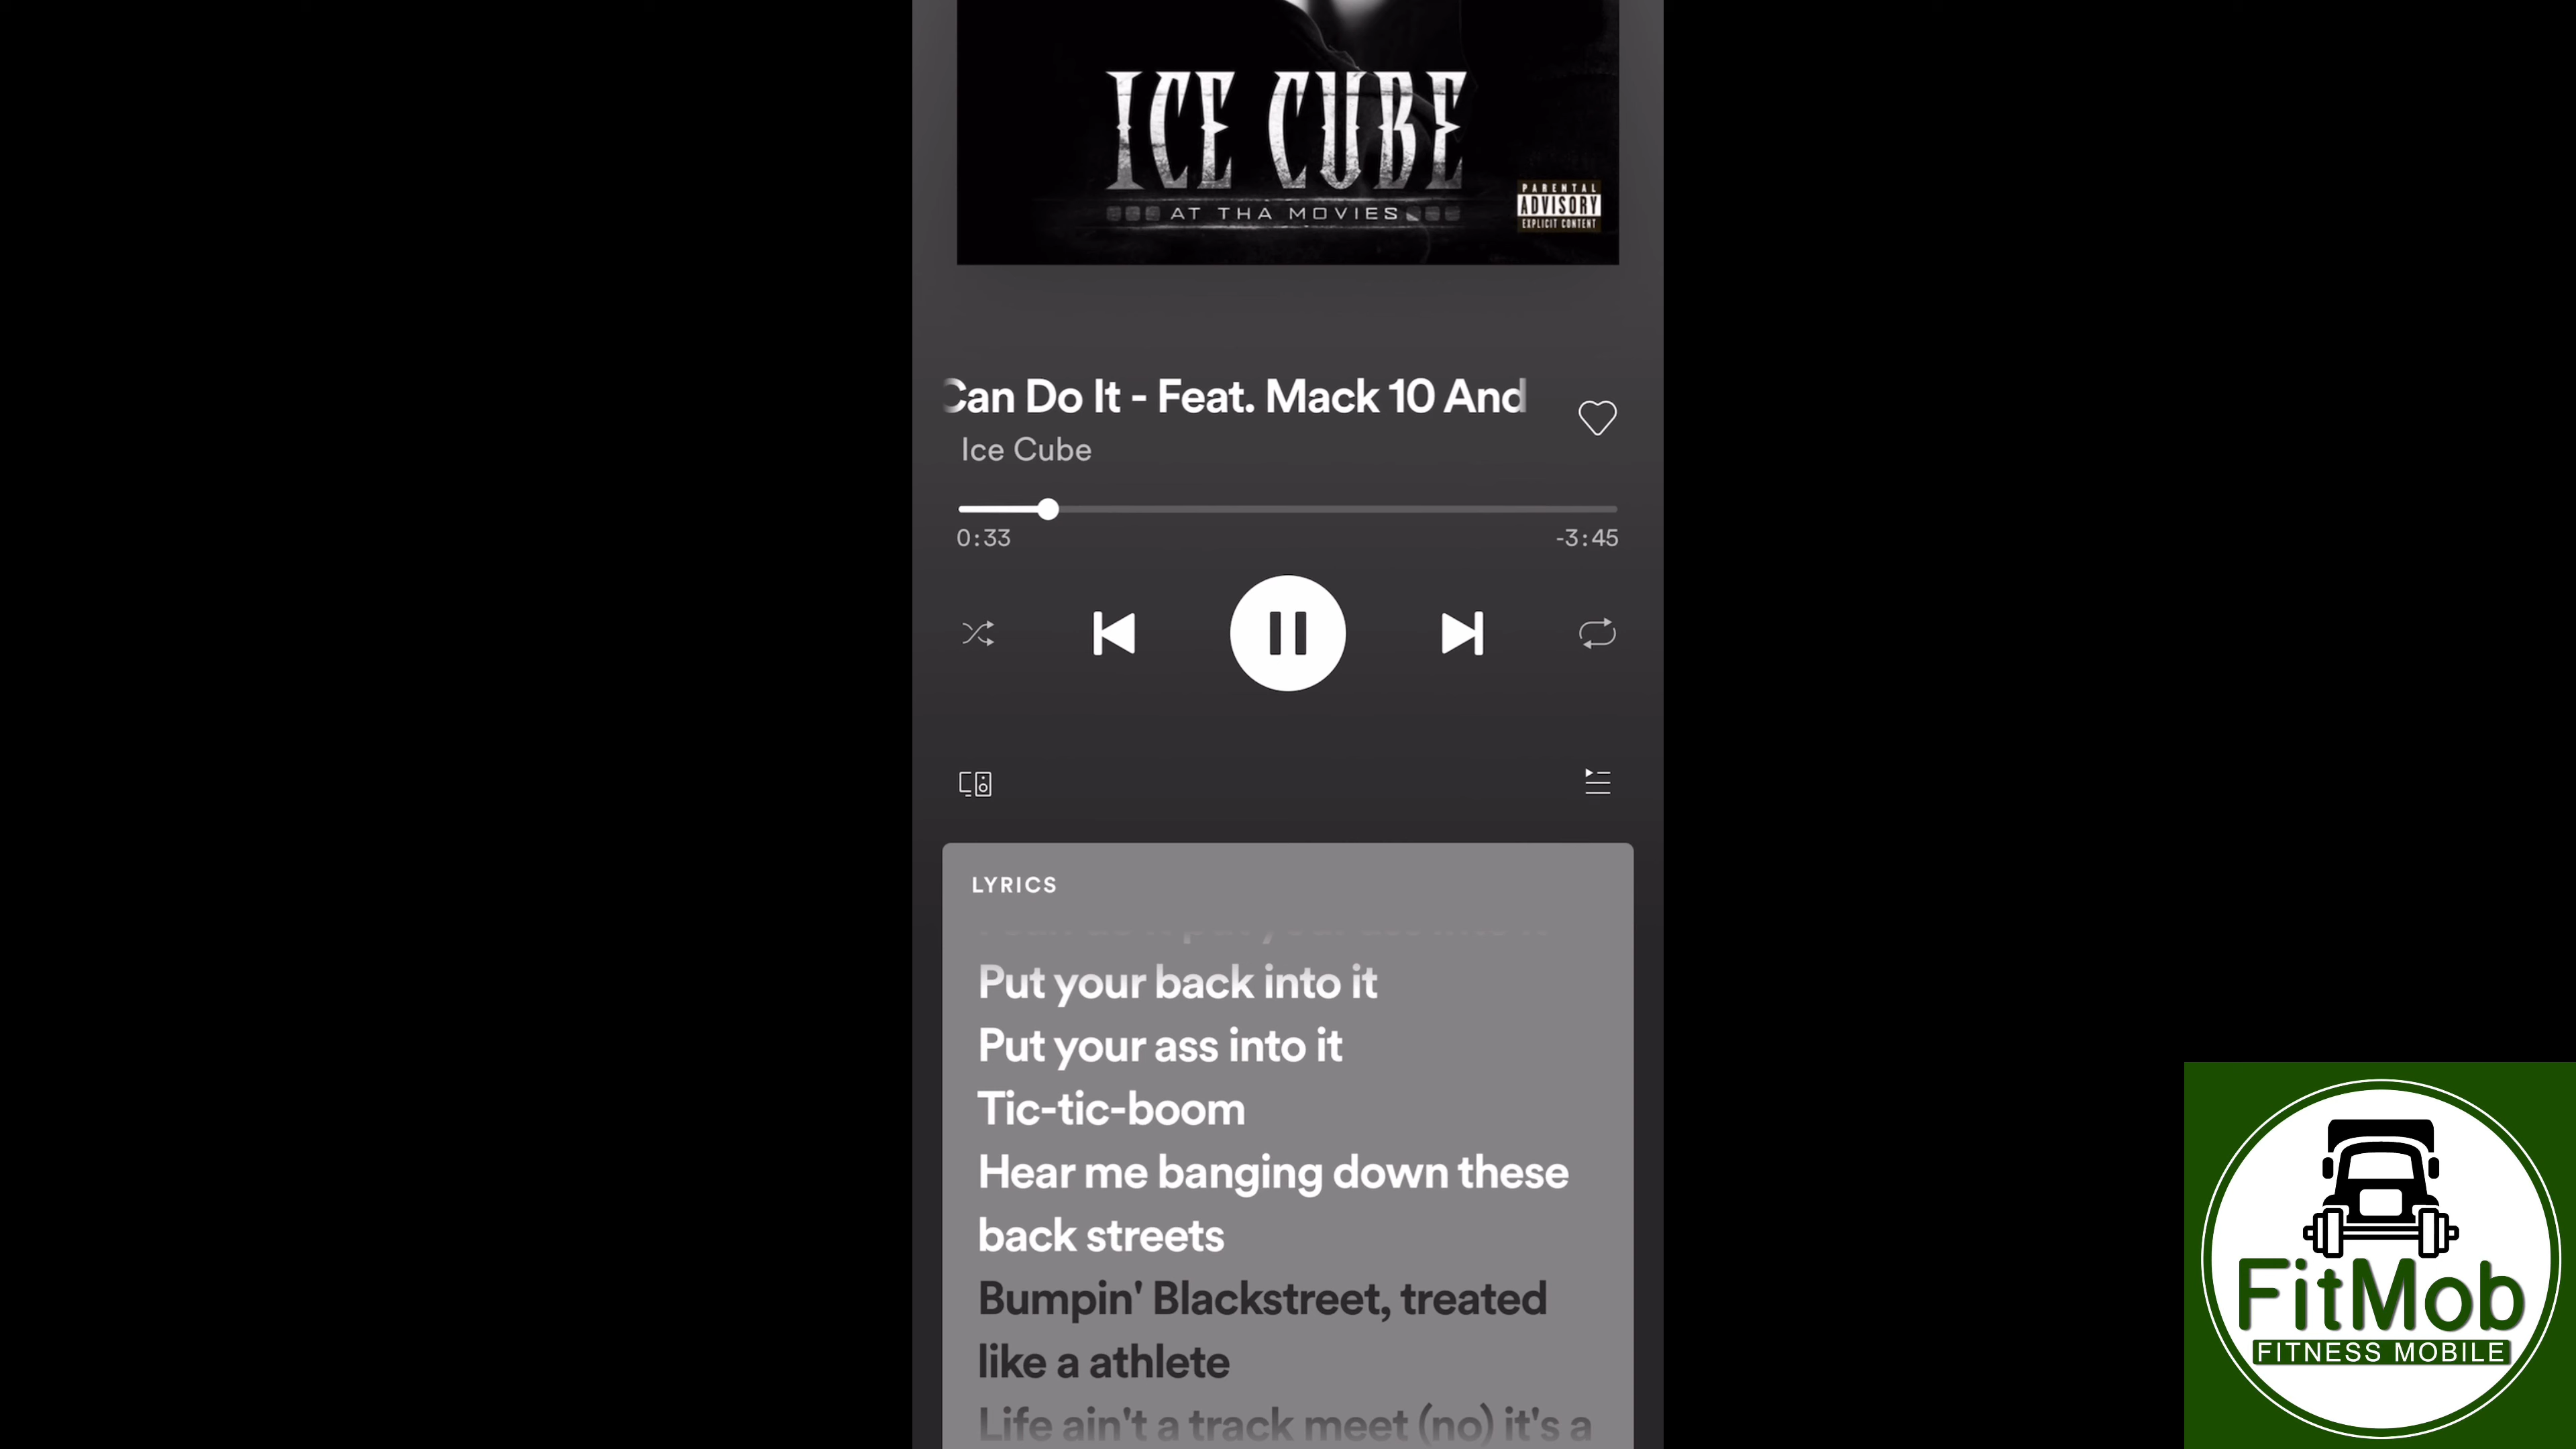 ICE CUBE
AT THA MOVIES
PARENTAL
ADVISORY
EXPLICIT CONTENT
Can Do It - Feat. Mack 10 And
Ice Cube
0:33
-3:45
LYRICS
Put your back into it
Put your ass into it
Tic-tic-boom
Hear me banging down these
back streets
Bumpin' Blackstreet, treated
like a athlete
Life ain't a track meet (no) it's a
FitMob
FITNESS MOBILE